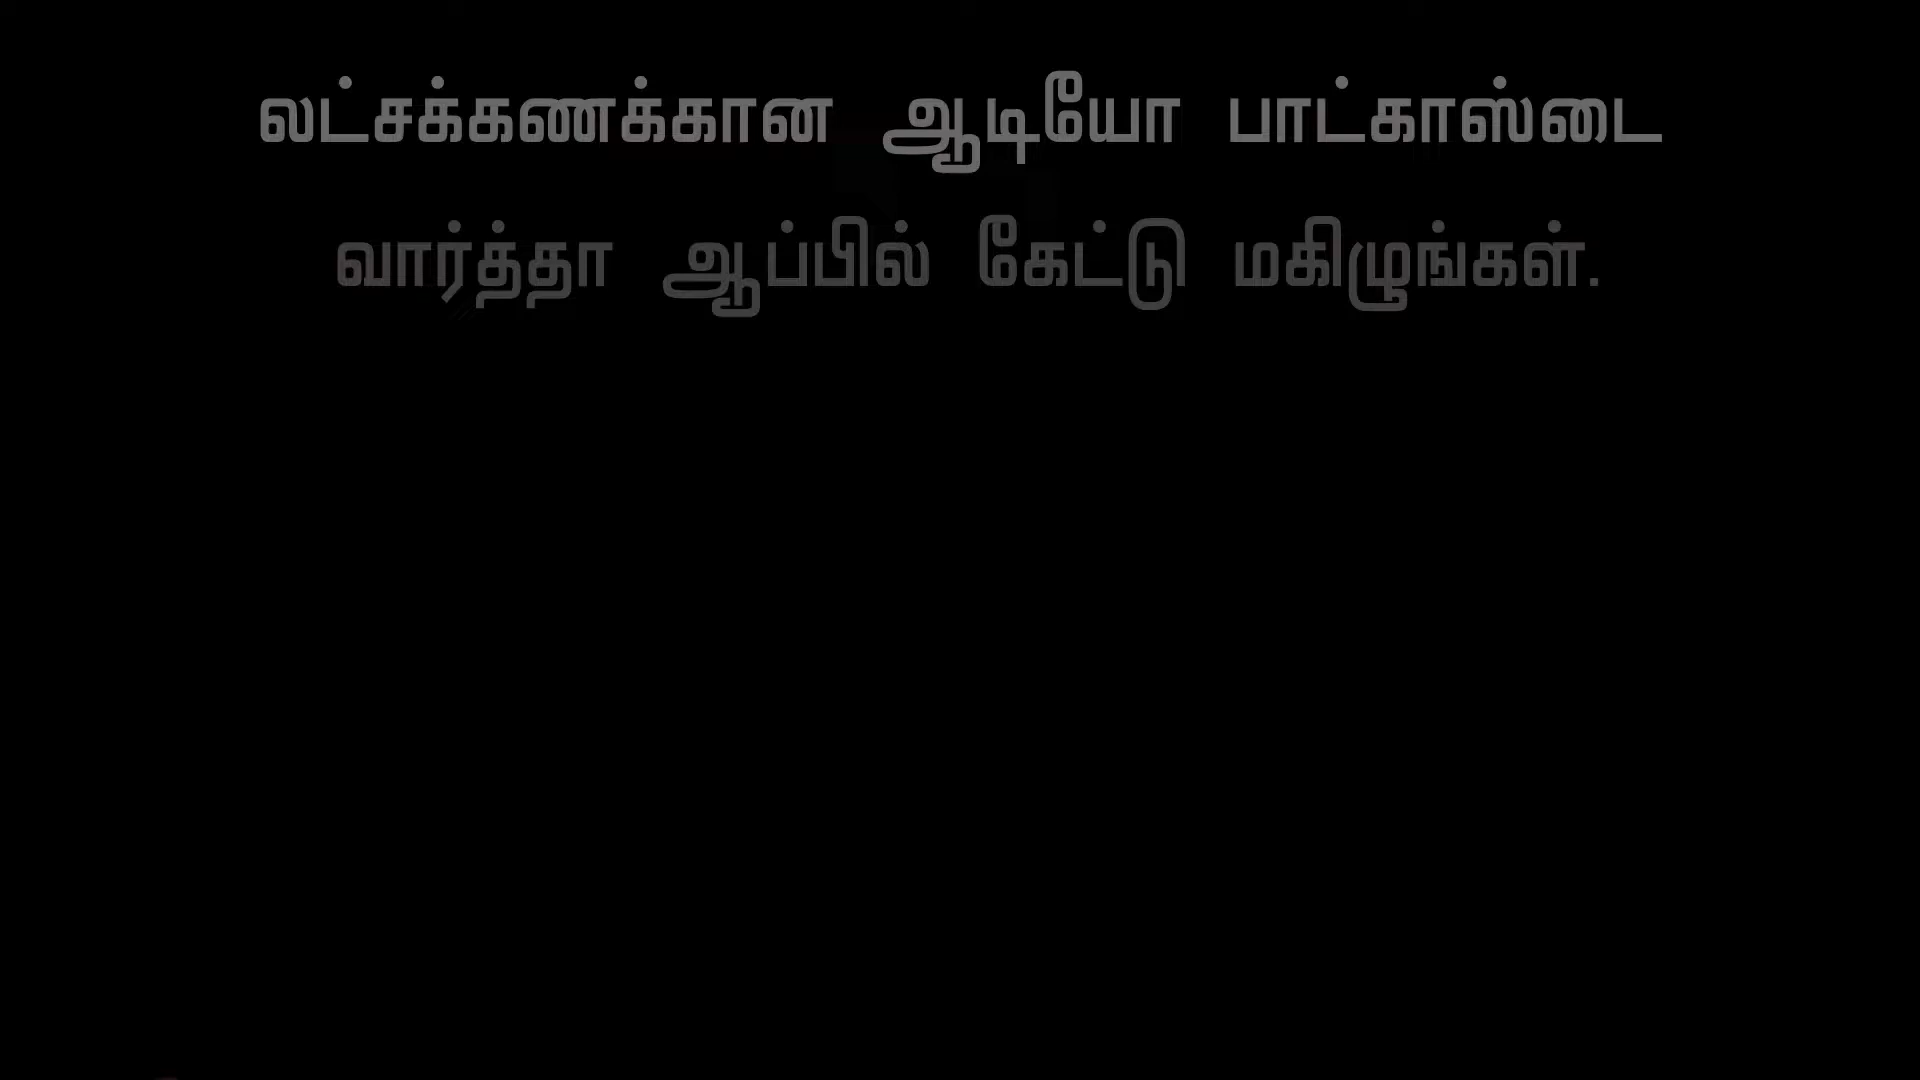 லட்சக்கணக்கான ஆடியோ பாட்காஸ்டை
வார்த்தா ஆப்பில் கேட்டு மகிழுங்கள்.